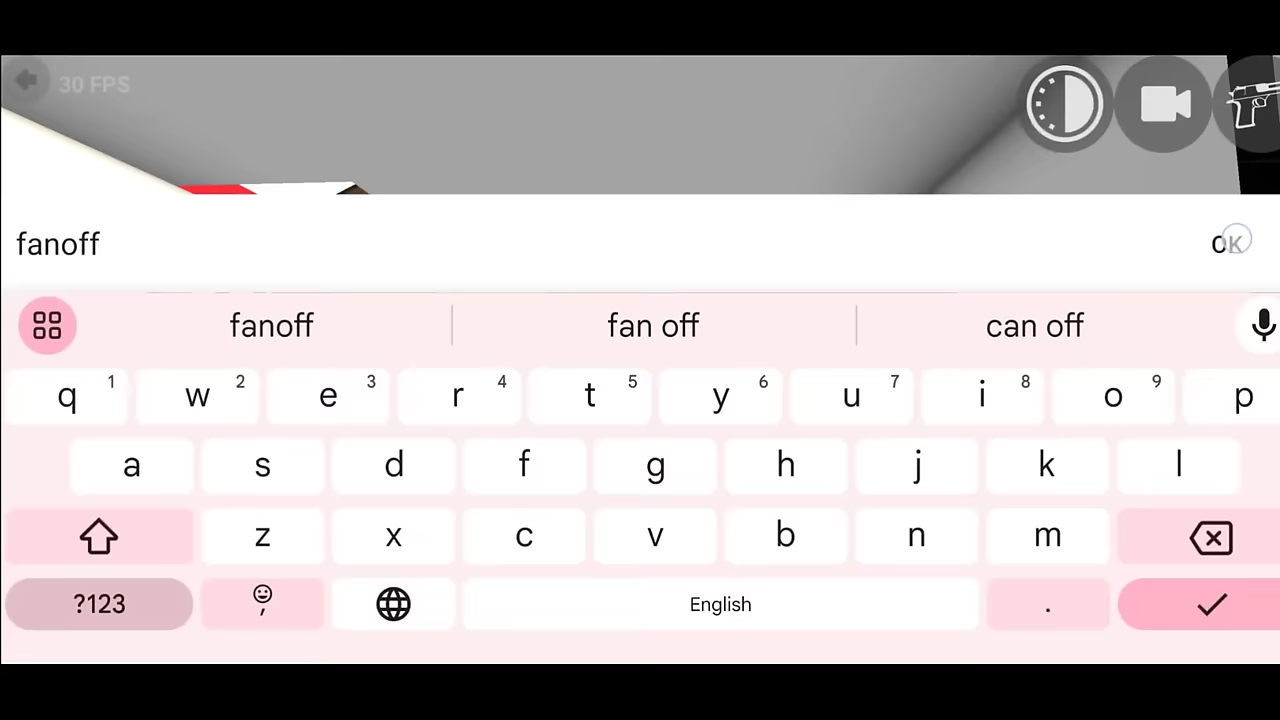 30 FPS
fanoff
OK
fanoff fan off can off
q 1 w 2 e 3 r 4 t 5 y 6 u 7 i 8 o 9 p
a s d f g h j k l
z x c v b n m
?123 , English .